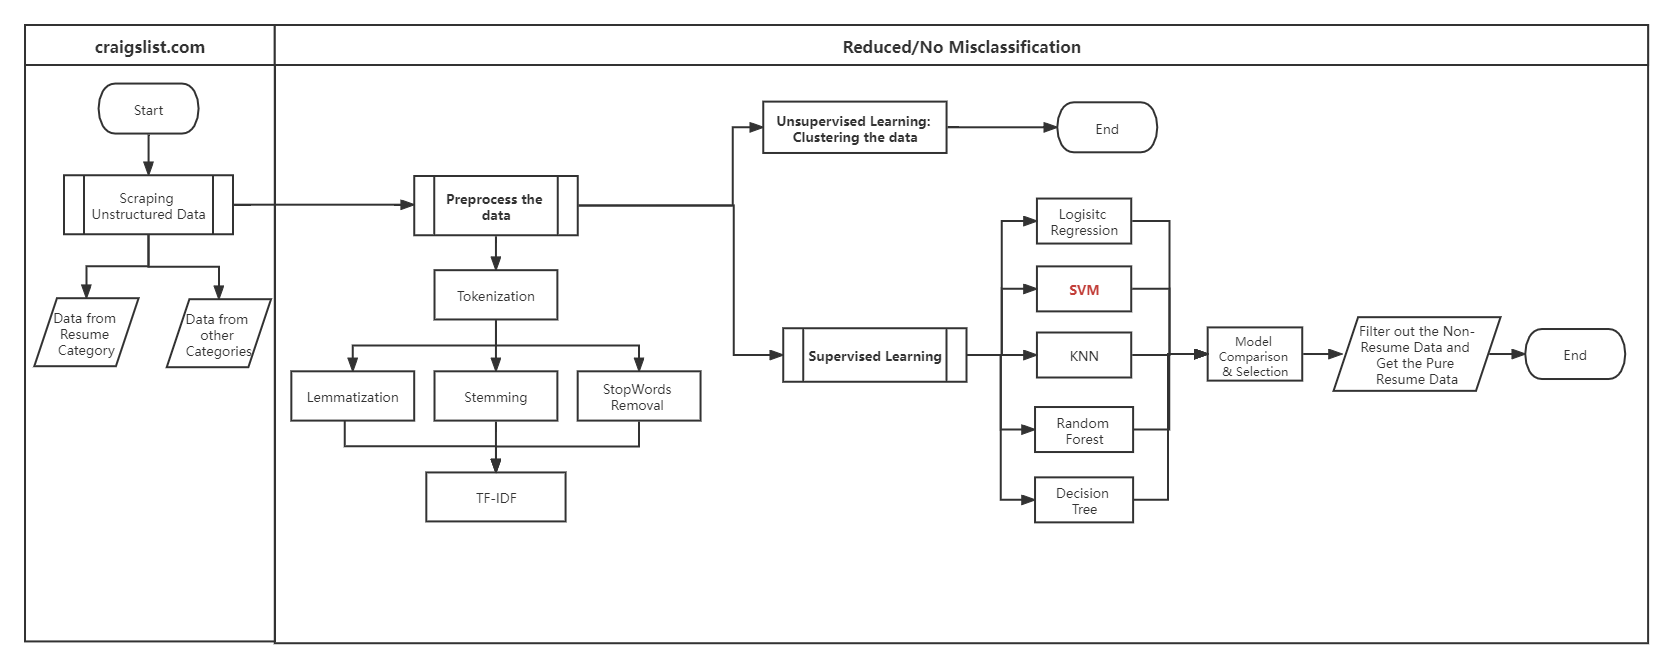 craigslist.com
Reduced/No Misclassification
Start
Scraping
Unstructured Data
Data from
Resume
Category
Data from
other
Categories
Preprocess the
data
Tokenization
Lemmatization
Stemming
StopWords
Removal
TF-IDF
Unsupervised Learning:
Clustering the data
End
Supervised Learning
Logisitc
Regression
SVM
KNN
Random
Forest
Decision
Tree
Model
Comparison
& Selection
Filter out the Non-
Resume Data and
Get the Pure
Resume Data
End